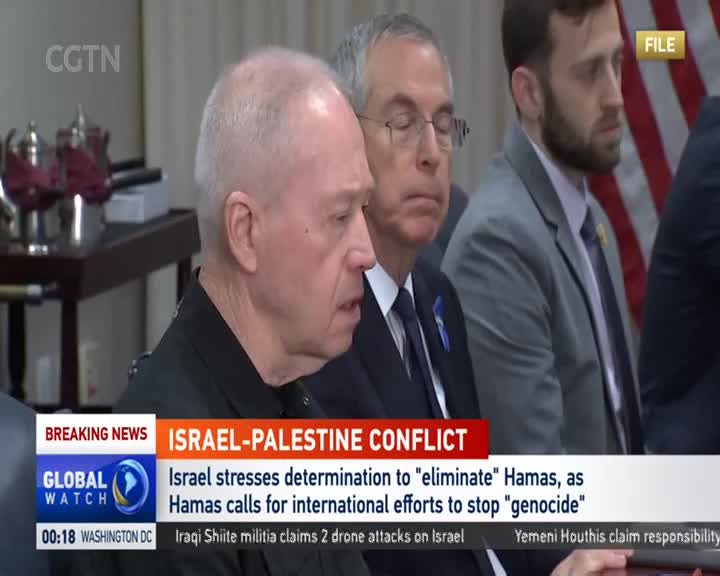 CGTN
FILE
BREAKING NEWS
ISRAEL-PALESTINE CONFLICT
GLOBAL
WATCH
Israel stresses determination to "eliminate" Hamas, as
Hamas calls for international efforts to stop "genocide"
00:18 WASHINGTON DC
Iraqi Shiite militia claims 2 drone attacks on Israel Yemeni Houthis claim responsibility